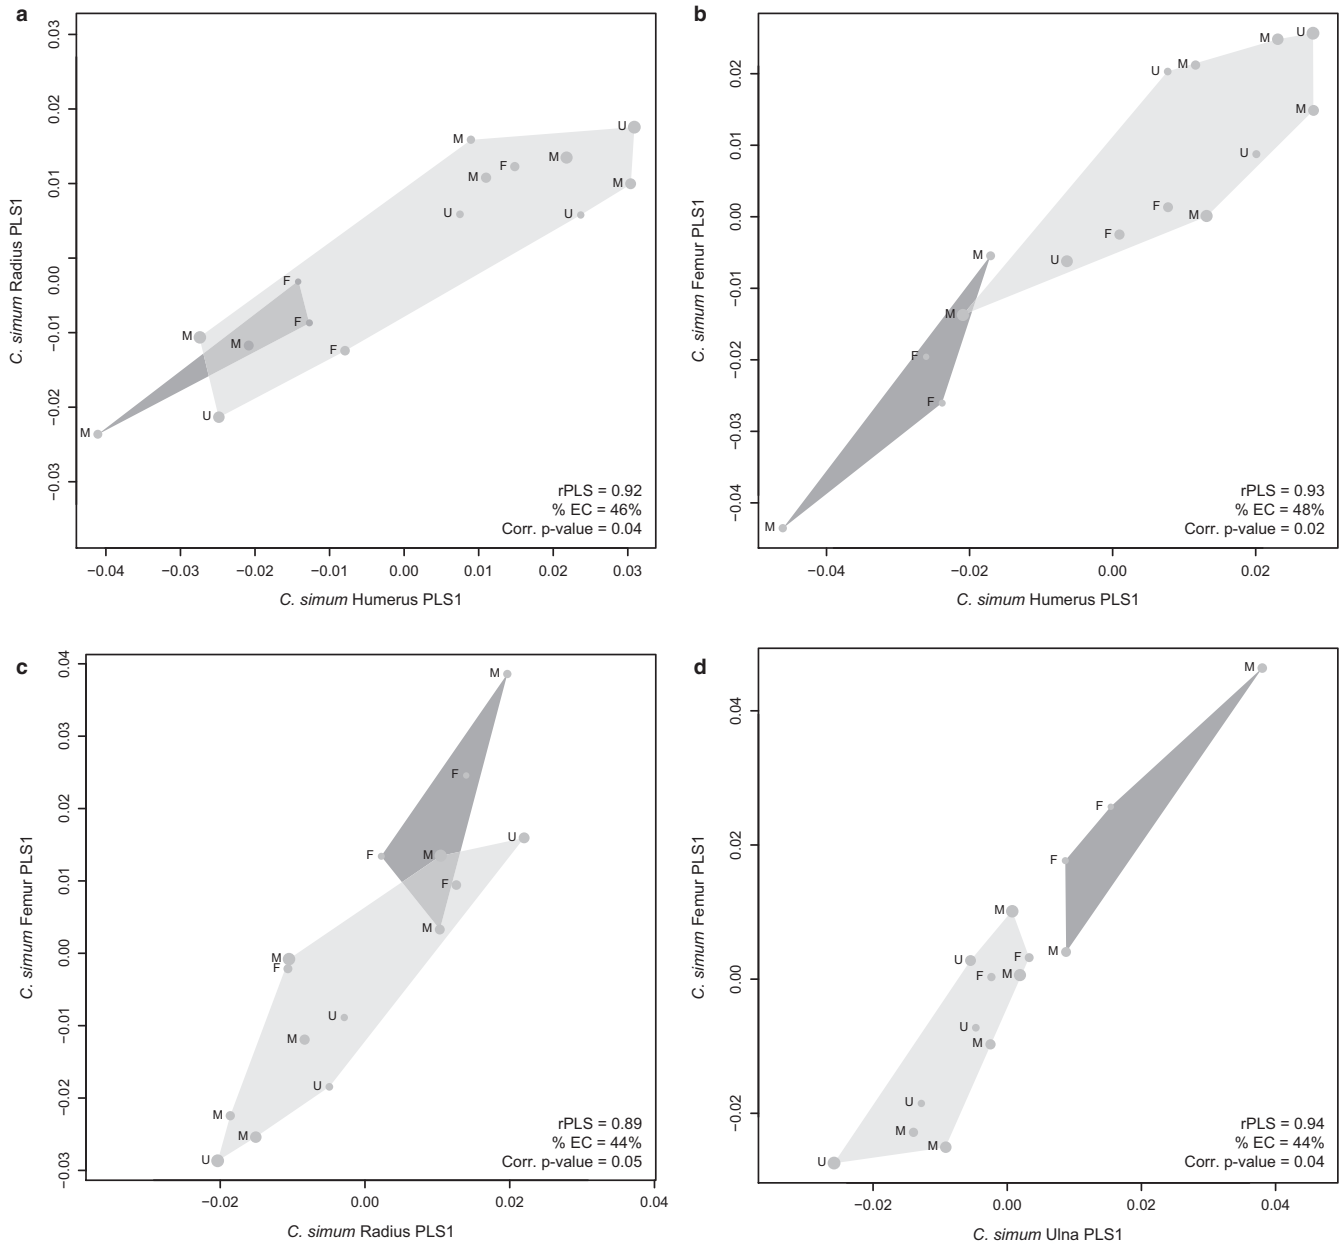 a
0.03
0.02
0.01
0.00
−0.01
−0.02
−0.03
C. simum Radius PLS1
M
U
M
F
M
M
U
U
F
F
M
M
F
U
M
rPLS = 0.92
% EC = 46%
Corr. p-value = 0.04
−0.04 −0.03 −0.02 −0.01 0.00 0.01 0.02 0.03
C. simum Humerus PLS1
b
0.02
0.01
0.00
−0.01
−0.02
−0.03
−0.04
C. simum Femur PLS1
M U
U M
M
U
F M
F
M U
M
F
F
M
rPLS = 0.93
% EC = 48%
Corr. p-value = 0.02
−0.04 −0.02 0.00 0.02
C. simum Humerus PLS1
c
0.04
0.03
0.02
0.01
0.00
−0.01
−0.02
−0.03
C. simum Femur PLS1
M
F
U
F M
F
M
M
F
U
M
U
M
M
U
rPLS = 0.89
% EC = 44%
Corr. p-value = 0.05
−0.02 0.00 0.02 0.04
C. simum Radius PLS1
d
0.04
0.02
0.00
−0.02
C. simum Femur PLS1
M
F
F
M
M
U F
F M
U
M
U
M
M
U
rPLS = 0.94
% EC = 44%
Corr. p-value = 0.04
−0.02 0.00 0.02 0.04
C. simum Ulna PLS1